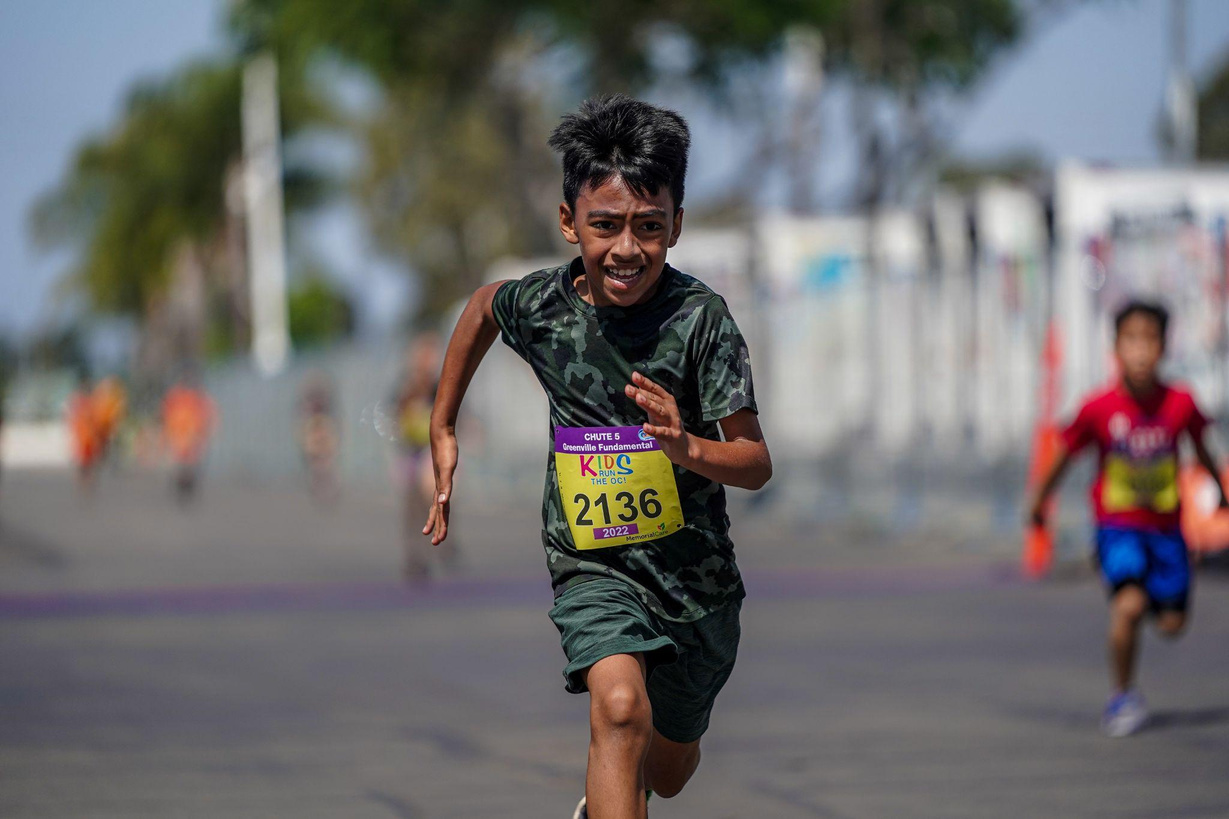 CHUTE 5
Greenville Fundamental
KIDS
RUN
THE OC!
2136
2022
MemorialCare